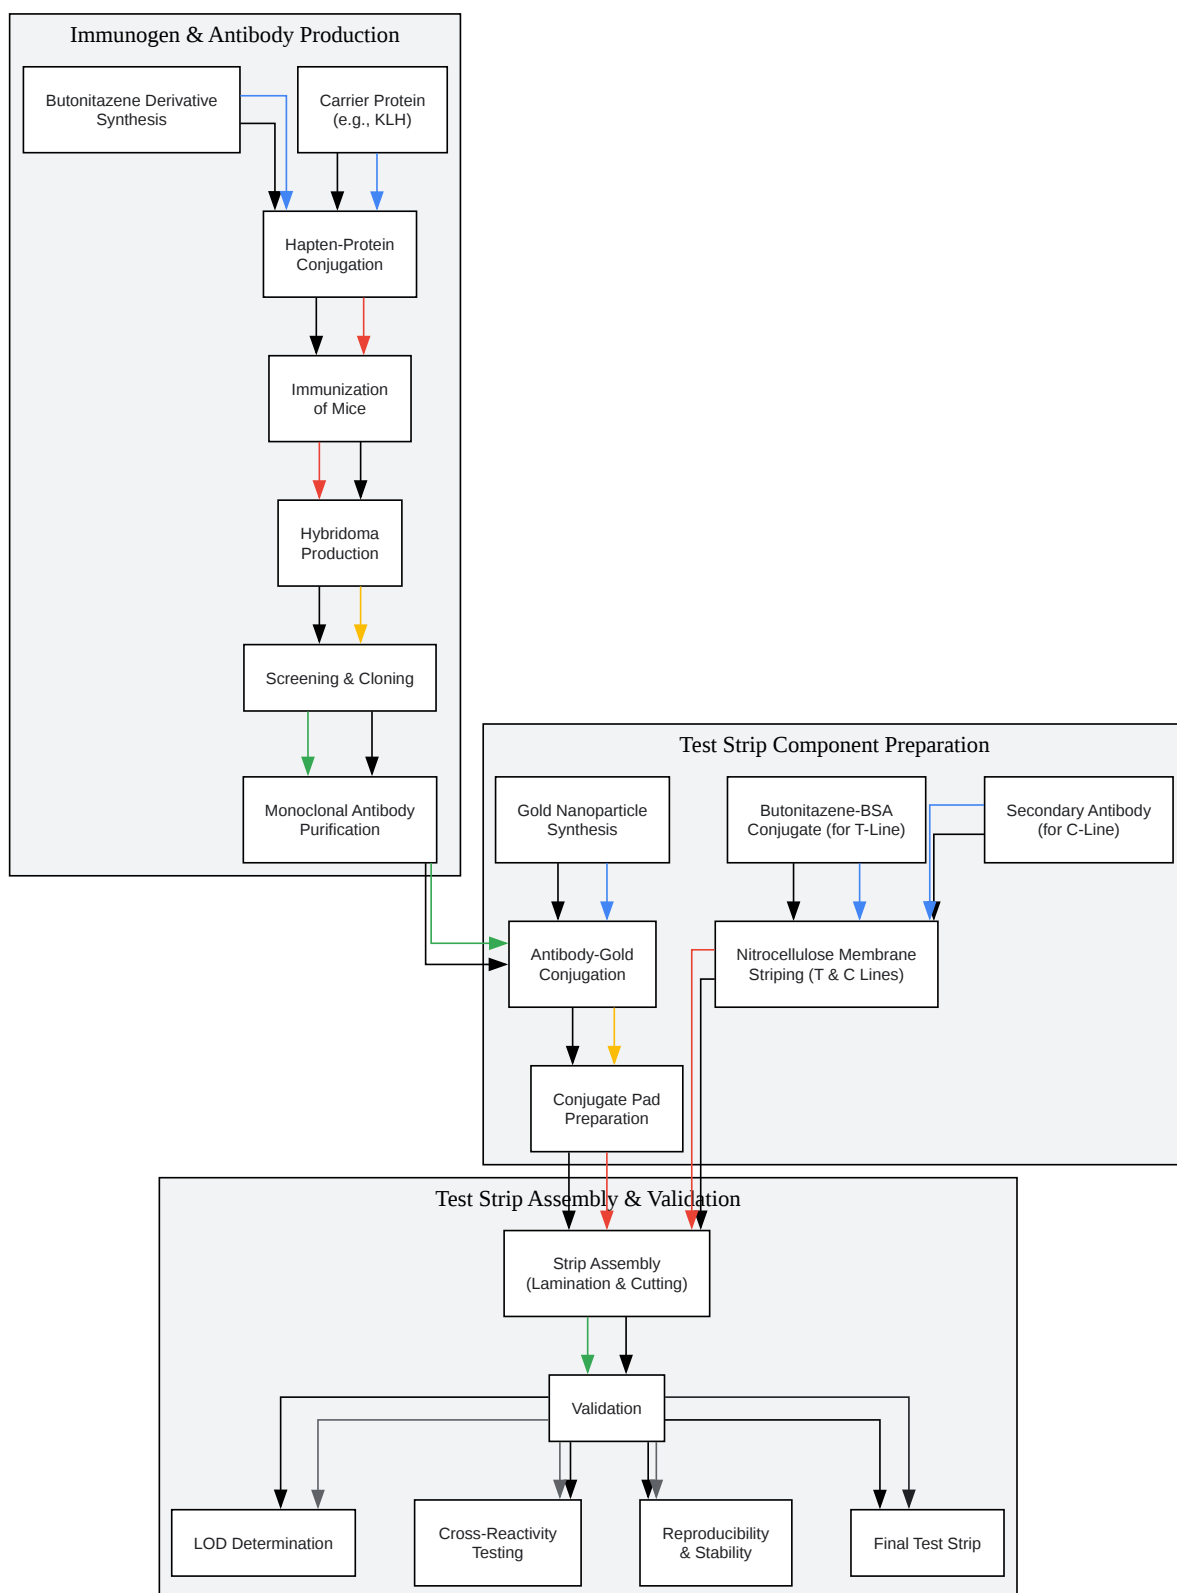 Immunogen & Antibody Production
Butonitazene Derivative
Synthesis
Carrier Protein
(e.g., KLH)
Hapten-Protein
Conjugation
Immunization
of Mice
Hybridoma
Production
Screening & Cloning
Monoclonal Antibody
Purification
Test Strip Component Preparation
Gold Nanoparticle
Synthesis
Butonitazene-BSA
Conjugate (for T-Line)
Secondary Antibody
(for C-Line)
Antibody-Gold
Conjugation
Nitrocellulose Membrane
Striping (T & C Lines)
Conjugate Pad
Preparation
Test Strip Assembly & Validation
Strip Assembly
(Lamination & Cutting)
Validation
LOD Determination
Cross-Reactivity
Testing
Reproducibility
& Stability
Final Test Strip